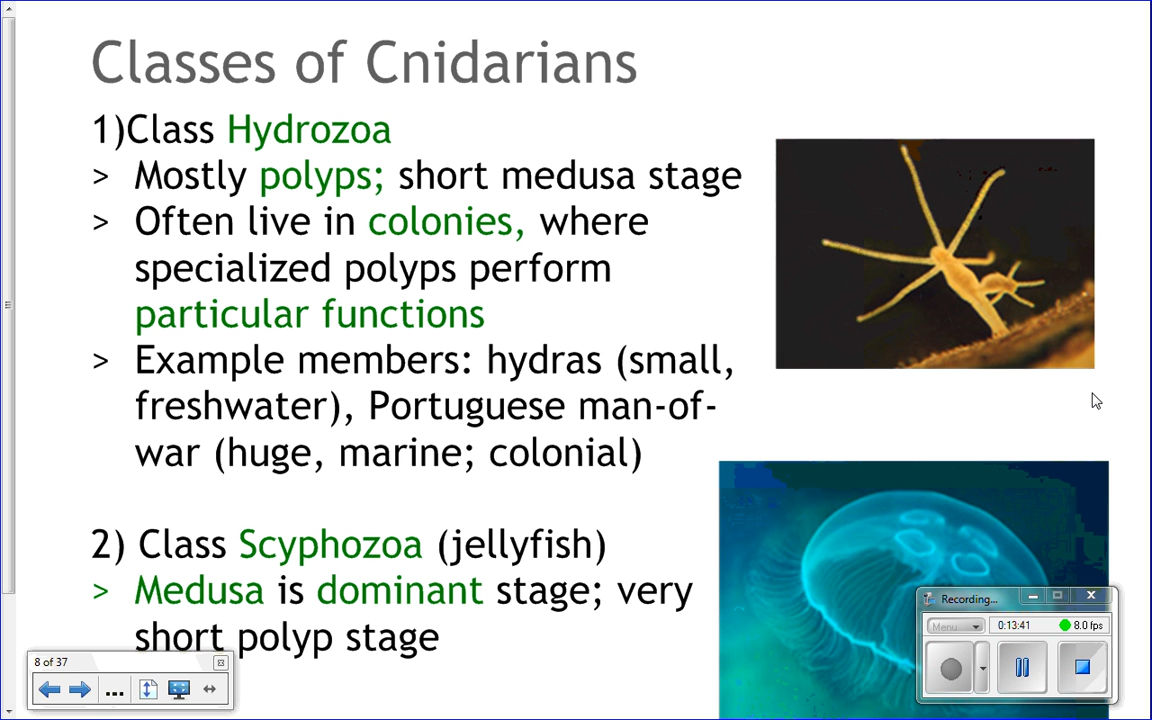 Classes of Cnidarians
1)Class Hydrozoa
> Mostly polyps; short medusa stage
> Often live in colonies, where
specialized polyps perform
particular functions
> Example members: hydras (small,
freshwater), Portuguese man-of-
war (huge, marine; colonial)
2) Class Scyphozoa (jellyfish)
> Medusa is dominant stage; very
short polyp stage
Recording...
Menu
0:13:41
8.0 fps
8 of 37